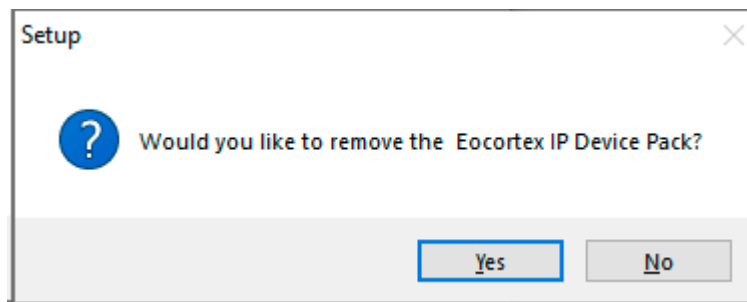 Setup
Would you like to remove the  Eocortex IP Device Pack?
Yes
No